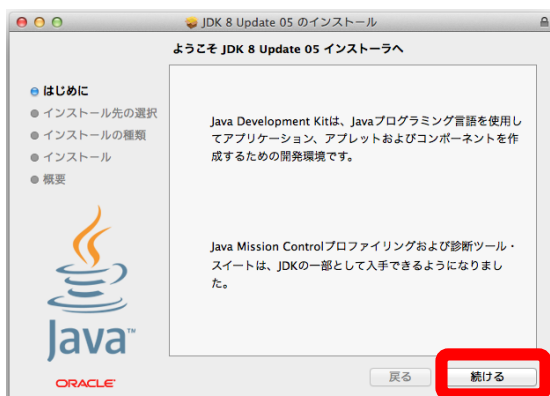 JDK 8 Update 05 のインストール
ようこそ JDK 8 Update 05 インストーラへ
はじめに
インストール先の選択
インストールの種類
インストール
概要
Java Development Kitは、Javaプログラミング言語を使用し
てアプリケーション、アプレットおよびコンポーネントを作
成するための開発環境です。
Java Mission Controlプロファイリングおよび診断ツール・
スイートは、JDKの一部として入手できるようになりまし
た。
Java™
ORACLE
戻る
続ける